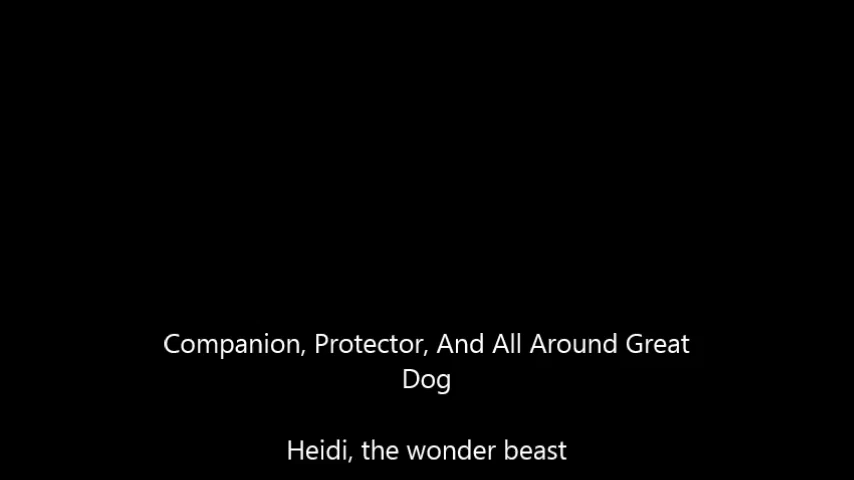 Companion, Protector, And All Around Great
Dog
Heidi, the wonder beast